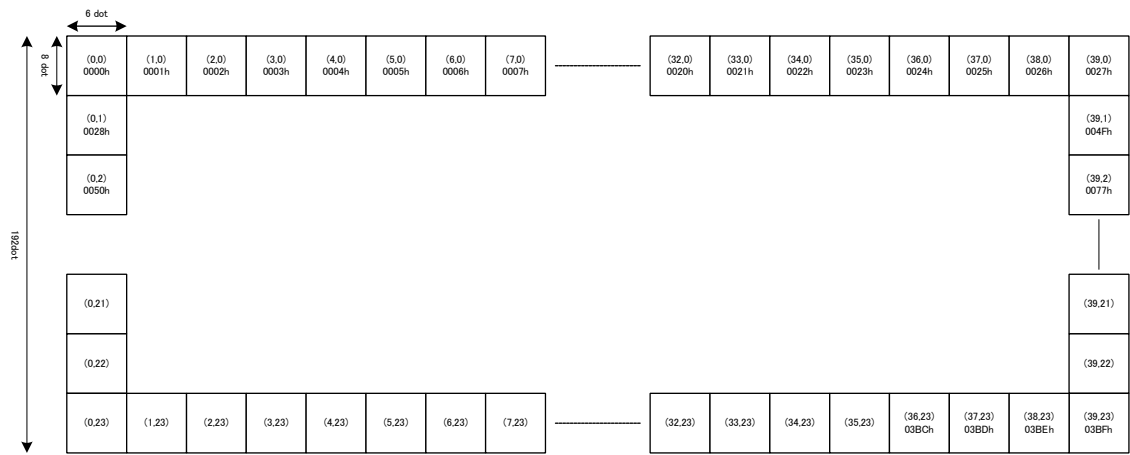 6 dot
8 dot
192dot
(0,0) (1,0) (2,0) (3,0) (4,0) (5,0) (6,0) (7,0) (32,0) (33,0) (34,0) (35,0) (36,0) (37,0) (38,0) (39,0)
0000h 0001h 0002h 0003h 0004h 0005h 0006h 0007h 0020h 0021h 0022h 0023h 0024h 0025h 0026h 0027h
(0,1) (39,1)
0028h 004Fh
(0,2) (39,2)
0050h 0077h
(0,21) (39,21)
(0,22) (39,22)
(0,23) (1,23) (2,23) (3,23) (4,23) (5,23) (6,23) (7,23) (32,23) (33,23) (34,23) (35,23) (36,23) (37,23) (38,23) (39,23)
03BCh 03BDh 03BEh 03BFh